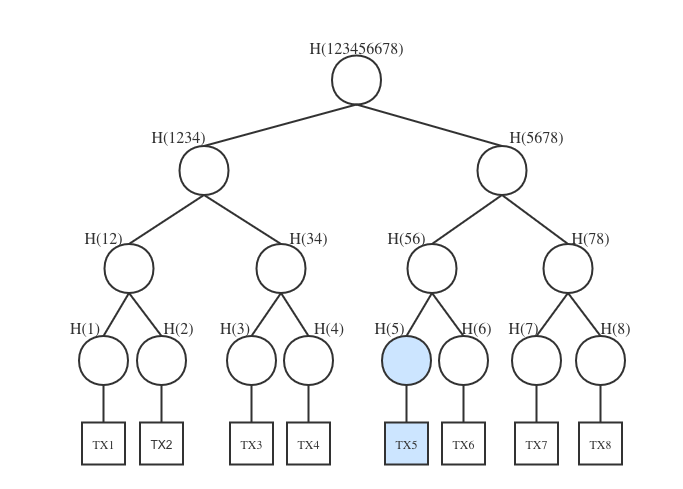 H(123456678)
H(1234)
H(5678)
H(12)
H(34)
H(56)
H(78)
H(1)
H(2)
H(3)
H(4)
H(5)
H(6)
H(7)
H(8)
TX1
TX2
TX3
TX4
TX5
TX6
TX7
TX8